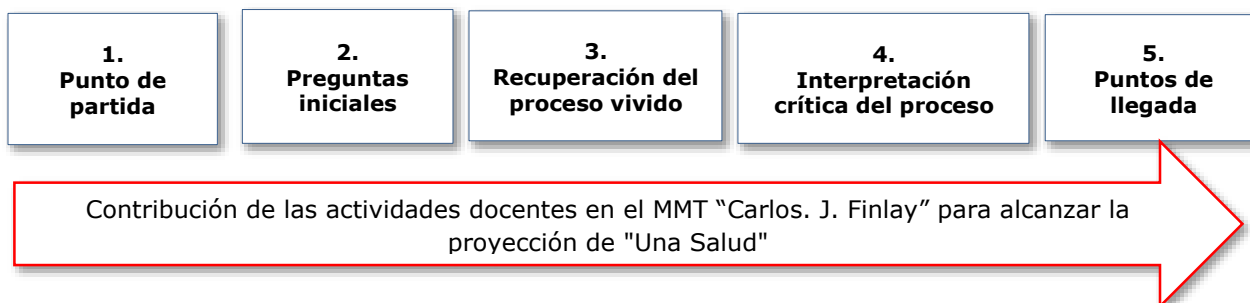 1.
Punto de
partida
2.
Preguntas
iniciales
3.
Recuperación del
proceso vivido
4.
Interpretación
crítica del proceso
5.
Puntos de
llegada
Contribución de las actividades docentes en el MMT “Carlos. J. Finlay” para alcanzar la
proyección de "Una Salud"